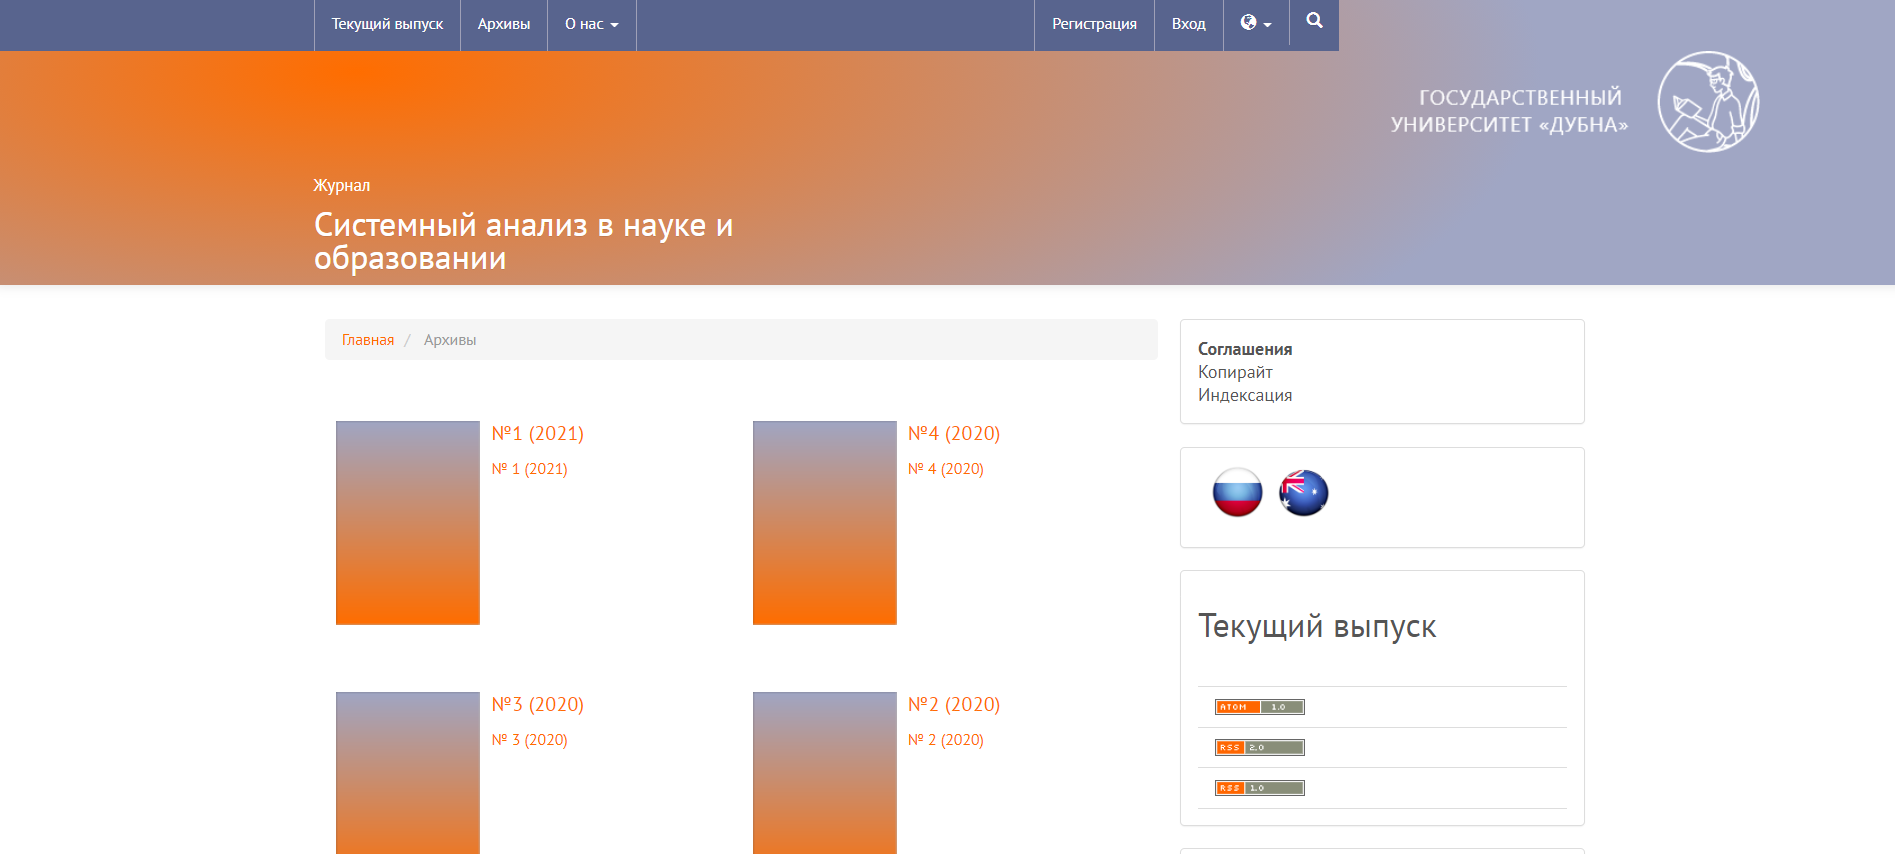 Текущий выпуск
Архивы
О нас
Регистрация
Вход
ГОСУДАРСТВЕННЫЙ
УНИВЕРСИТЕТ «ДУБНА»
Журнал
Системный анализ в науке и
образовании
Главная / Архивы
№1 (2021)
№ 1 (2021)
№4 (2020)
№ 4 (2020)
№3 (2020)
№ 3 (2020)
№2 (2020)
№ 2 (2020)
Соглашения
Копирайт
Индексация
Текущий выпуск
ATOM 1.0
RSS 2.0
RSS 1.0